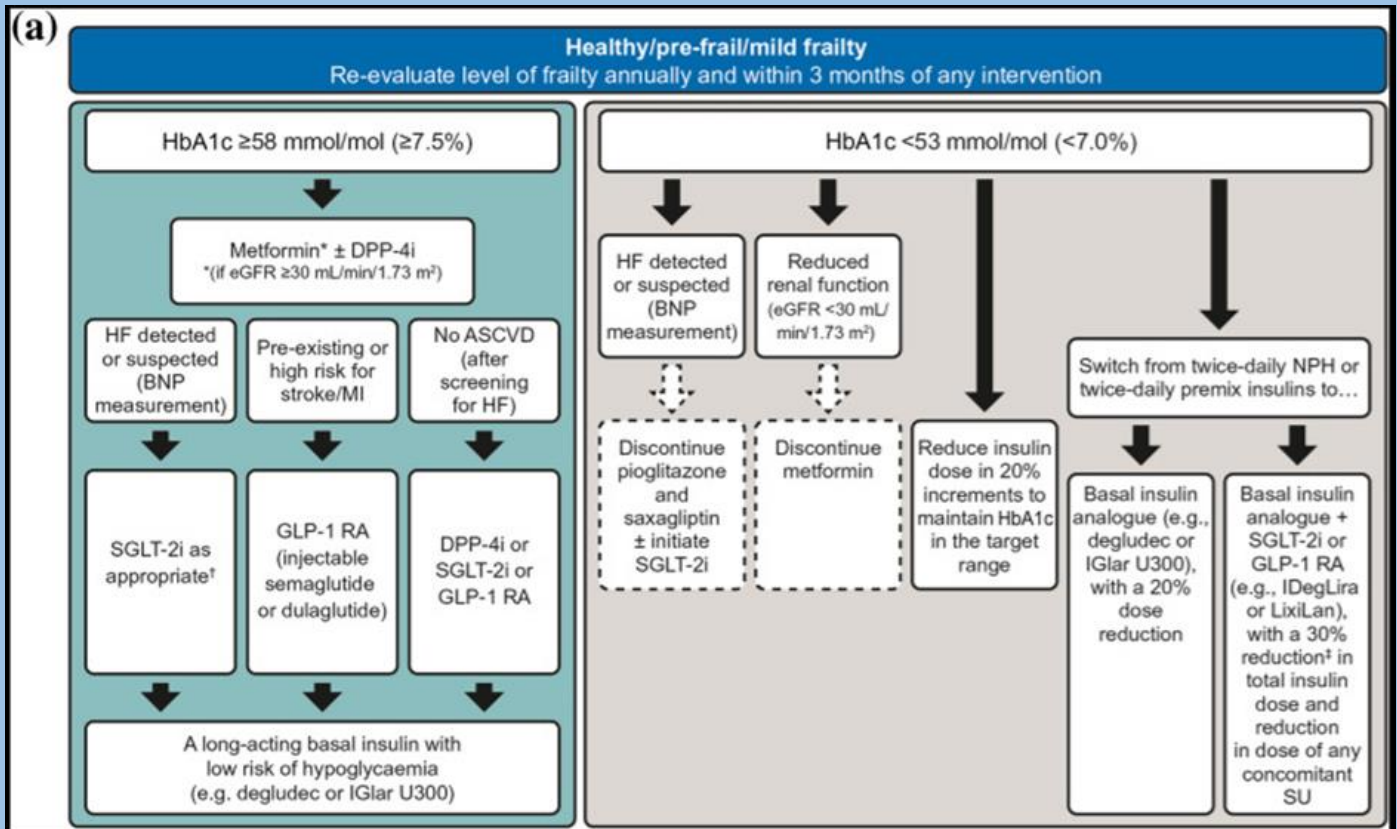 (a)
Healthy/pre-frail/mild frailty
Re-evaluate level of frailty annually and within 3 months of any intervention
HbA1c ≥58 mmol/mol (≥7.5%)
Metformin* ± DPP-4i
*(if eGFR ≥30 mL/min/1.73 m²)
HF detected
or suspected
(BNP
measurement)
Pre-existing or
high risk for
stroke/MI
No ASCVD
(after
screening
for HF)
SGLT-2i as
appropriate†
GLP-1 RA
(injectable
semaglutide
or dulaglutide)
DPP-4i or
SGLT-2i or
GLP-1 RA
A long-acting basal insulin with
low risk of hypoglycaemia
(e.g. degludec or IGlar U300)
HbA1c <53 mmol/mol (<7.0%)
HF detected
or suspected
(BNP
measurement)
Reduced
renal function
(eGFR <30 mL/
min/1.73 m²)
Discontinue
pioglitazone
and
saxagliptin
± initiate
SGLT-2i
Discontinue
metformin
Reduce insulin
dose in 20%
increments to
maintain HbA1c
in the target
range
Switch from twice-daily NPH or
twice-daily premix insulins to…
Basal insulin
analogue (e.g.,
degludec or
IGlar U300),
with a 20%
dose
reduction
Basal insulin
analogue +
SGLT-2i or
GLP-1 RA
(e.g., IDegLira
or LixiLan),
with a 30%
reduction‡ in
total insulin
dose and
reduction
in dose of any
concomitant
SU